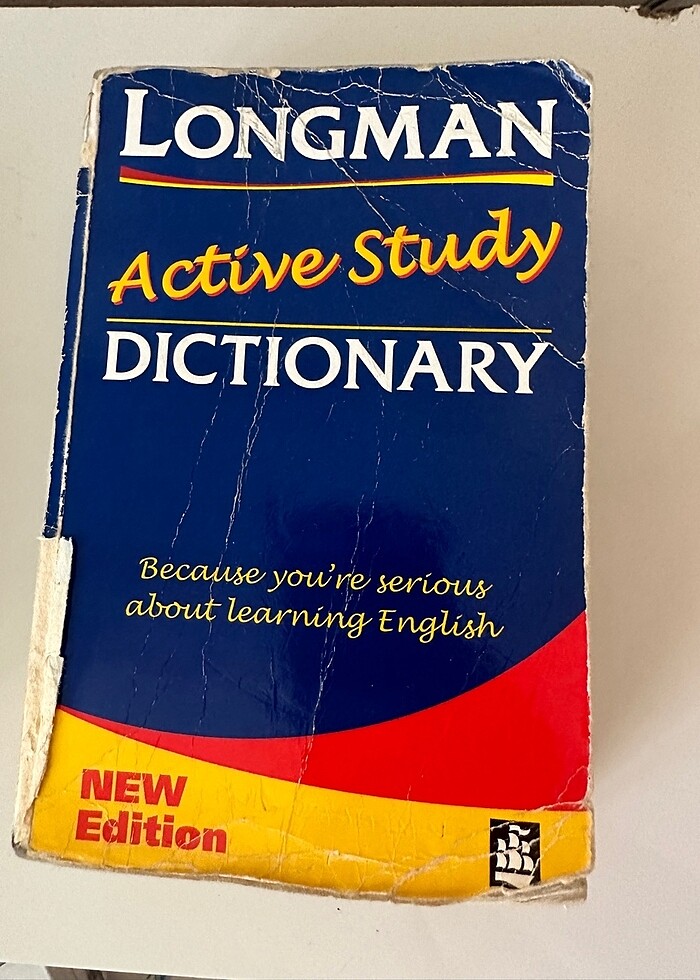 LONGMAN
Active Study
DICTIONARY
Because you're serious
about learning English
NEW
Edition